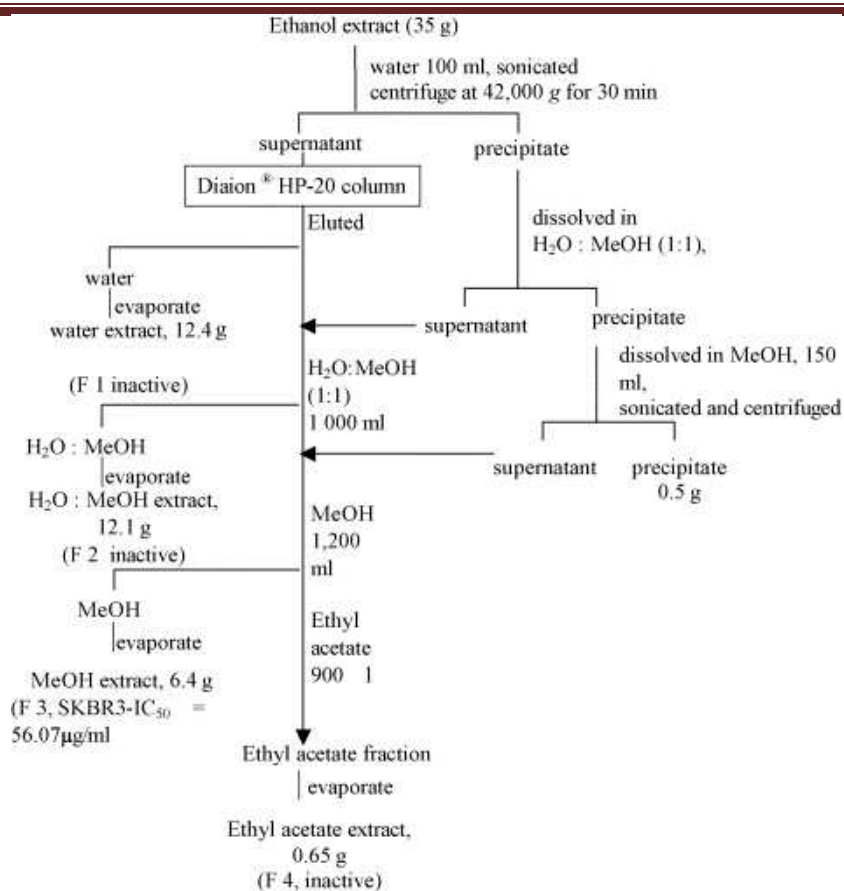 Ethanol extract (35 g)
water 100 ml, sonicated
centrifuge at 42,000 g for 30 min
supernatant
precipitate
Diaion ® HP-20 column
Eluted
dissolved in
H₂O : MeOH (1:1),
water
evaporate
water extract, 12.4 g
supernatant
precipitate
(F 1 inactive)
H₂O:MeOH
(1:1)
1 000 ml
dissolved in MeOH, 150
ml,
sonicated and centrifuged
H₂O : MeOH
evaporate
H₂O : MeOH extract,
12.1 g
(F 2 inactive)
supernatant
precipitate
0.5 g
MeOH
1,200
ml
MeOH
evaporate
MeOH extract, 6.4 g
(F 3, SKBR3-IC₅₀ =
56.07µg/ml
Ethyl
acetate
900 l
Ethyl acetate fraction
evaporate
Ethyl acetate extract,
0.65 g
(F 4, inactive)